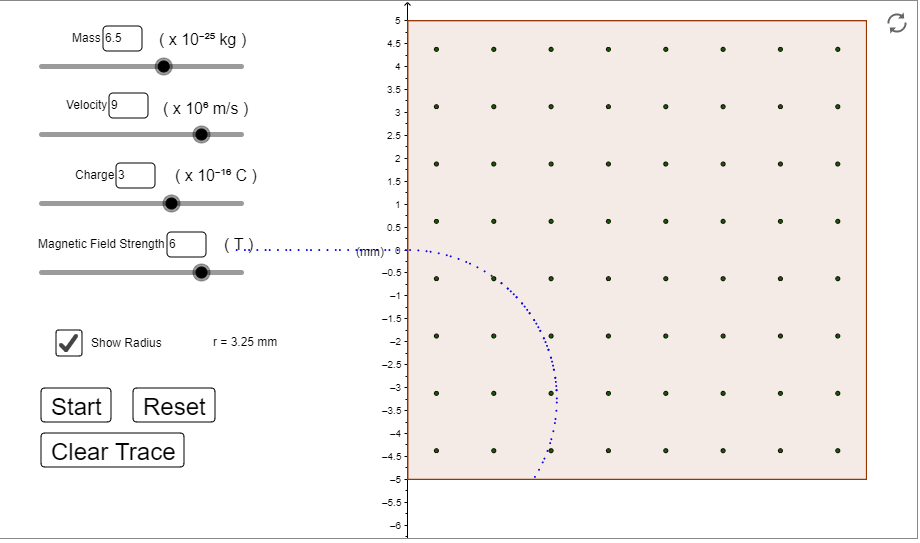 Mass 6.5 ( x 10⁻²⁵ kg )
Velocity 9 ( x 10⁶ m/s )
Charge 3 ( x 10⁻¹⁶ C )
Magnetic Field Strength 6 ( T )
Show Radius r = 3.25 mm
Start Reset
Clear Trace
5
4.5
4
3.5
3
2.5
2
1.5
1
0.5
(mm) 0
−0.5
−1
−1.5
−2
−2.5
−3
−3.5
−4
−4.5
−5
−5.5
−6